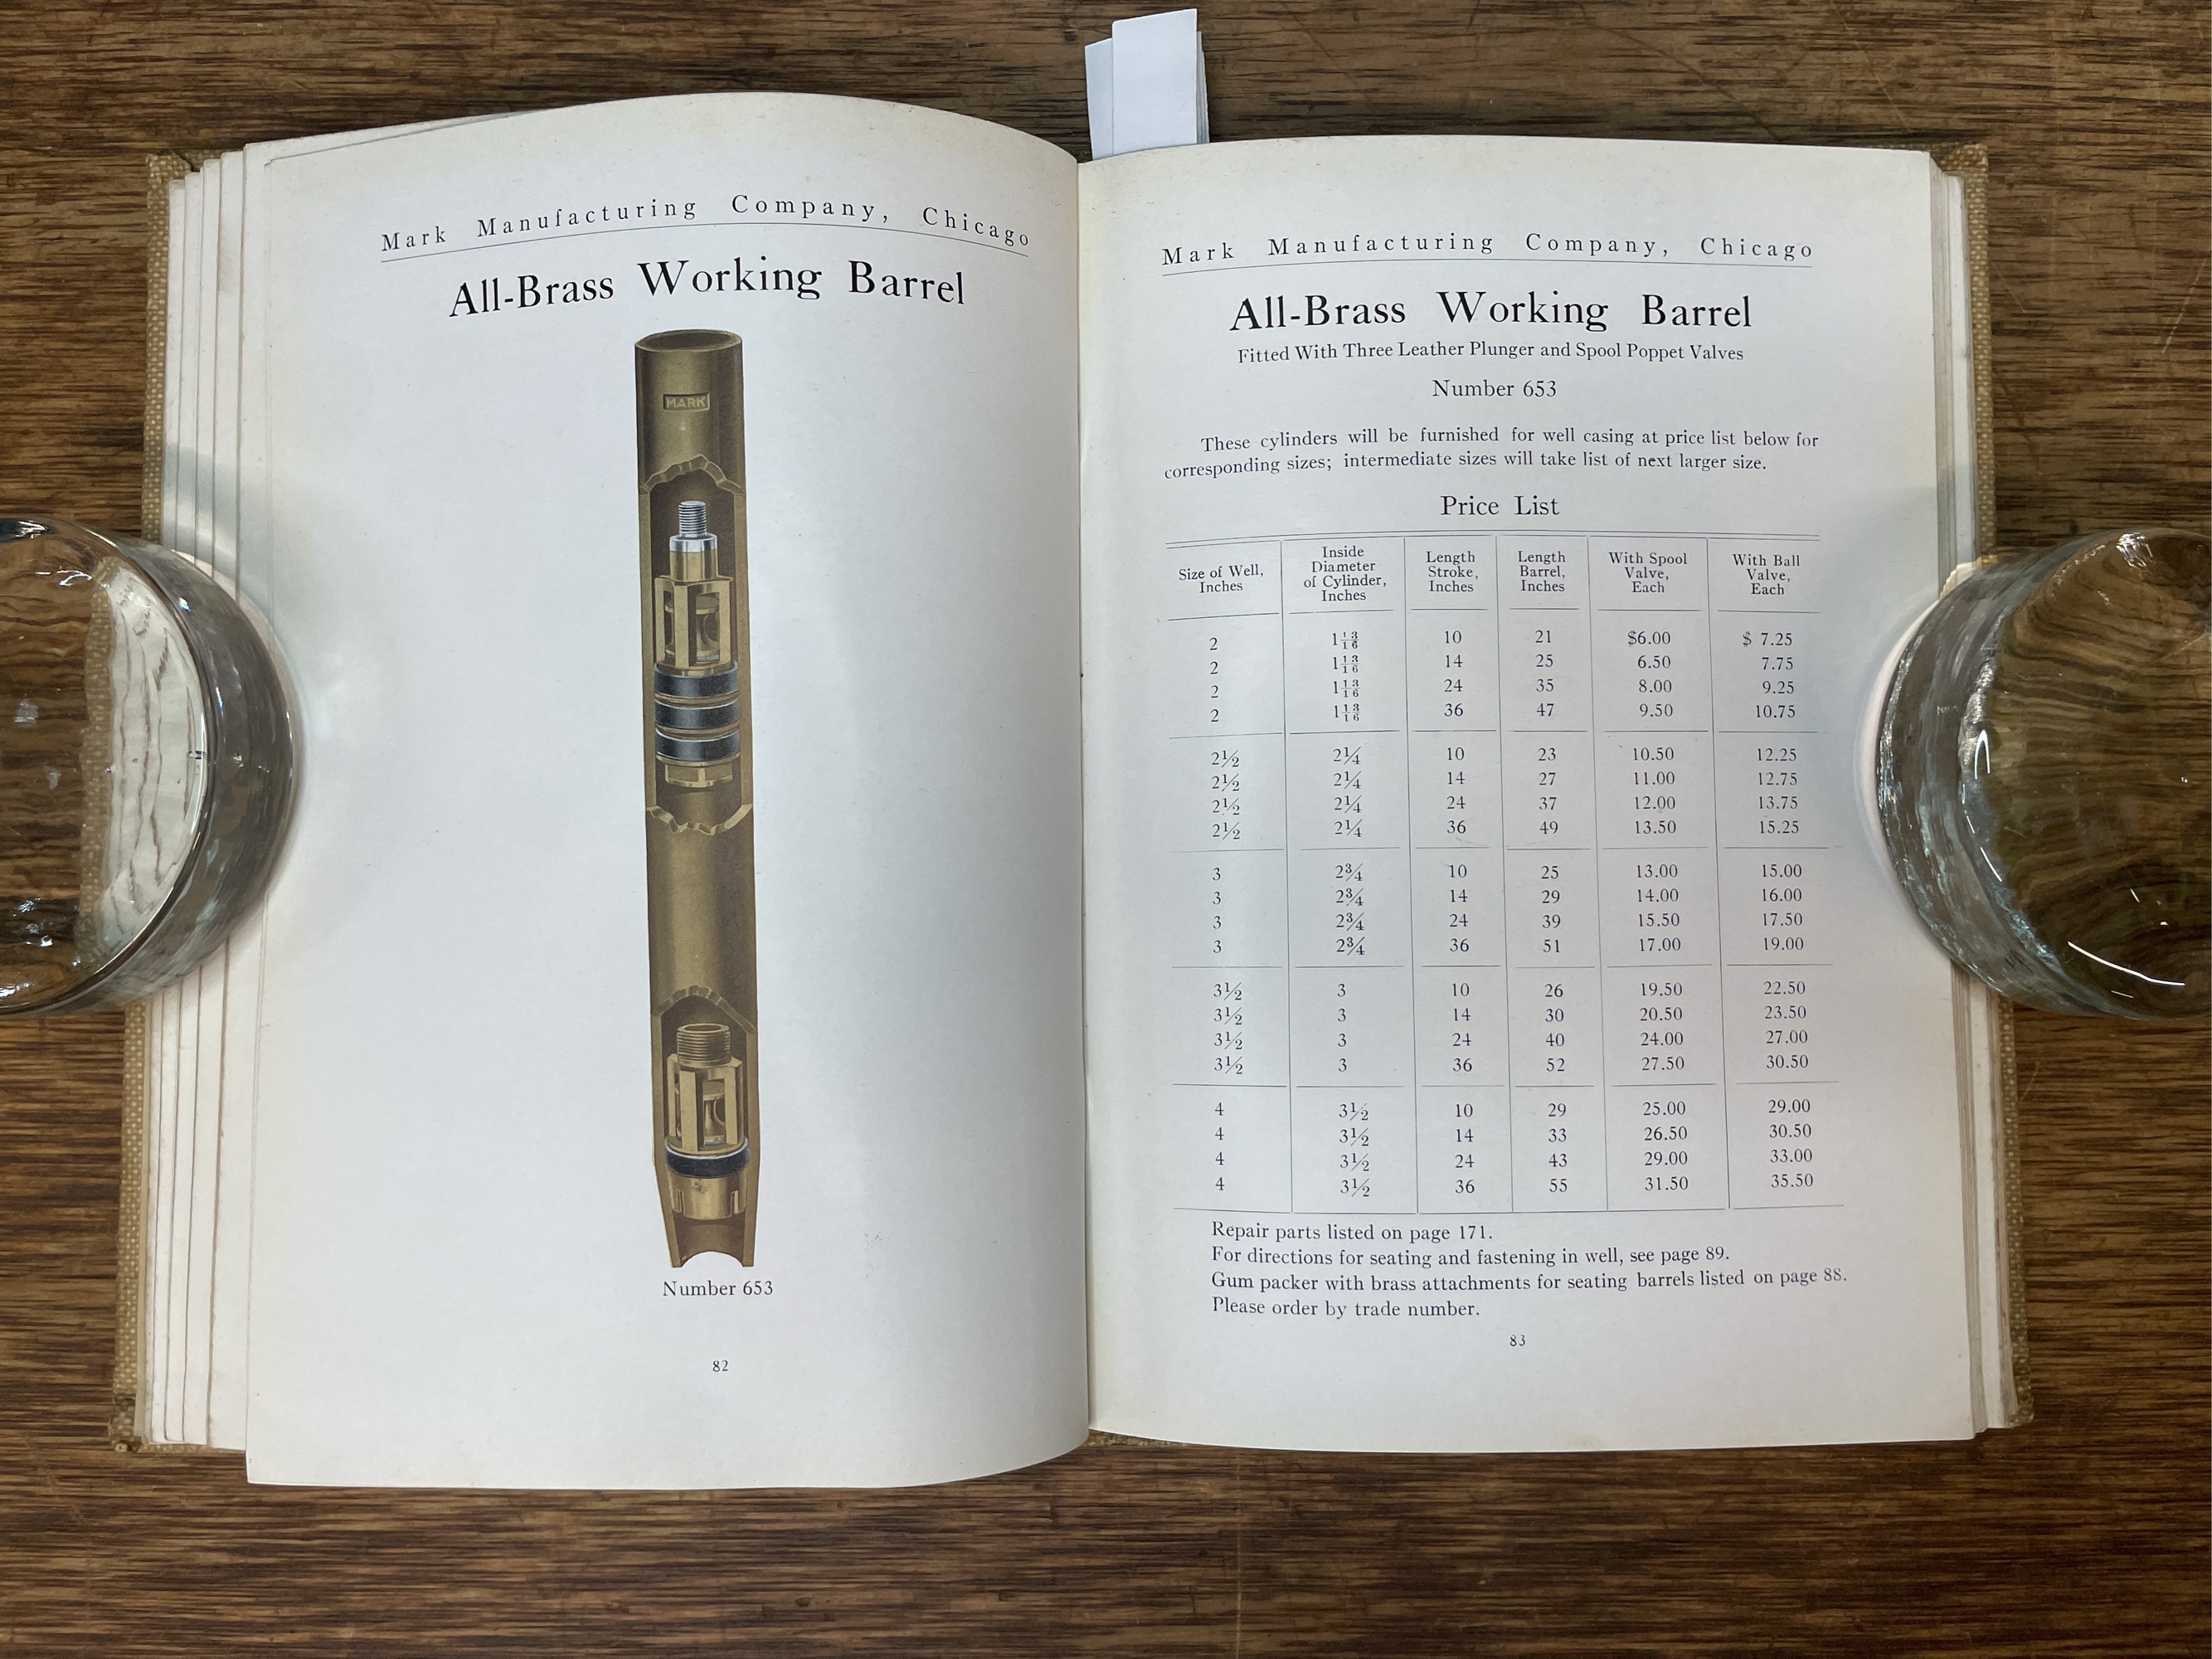 Mark Manufacturing Company, Chicago
All-Brass Working Barrel
MARK
Number 653
82
Mark Manufacturing Company, Chicago
All-Brass Working Barrel
Fitted With Three Leather Plunger and Spool Poppet Valves
Number 653
These cylinders will be furnished for well casing at price list below for
corresponding sizes; intermediate sizes will take list of next larger size.
Price List
Size of Well, Inches | Inside Diameter of Cylinder, Inches | Length Stroke, Inches | Length Barrel, Inches | With Spool Valve, Each | With Ball Valve, Each
2 1 13/16 10 21 $6.00 $ 7.25
2 1 13/16 14 25 6.50 7.75
2 1 13/16 24 35 8.00 9.25
2 1 13/16 36 47 9.50 10.75
2½ 2¼ 10 23 10.50 12.25
2½ 2¼ 14 27 11.00 12.75
2½ 2¼ 24 37 12.00 13.75
2½ 2¼ 36 49 13.50 15.25
3 2¾ 10 25 13.00 15.00
3 2¾ 14 29 14.00 16.00
3 2¾ 24 39 15.50 17.50
3 2¾ 36 51 17.00 19.00
3½ 3 10 26 19.50 22.50
3½ 3 14 30 20.50 23.50
3½ 3 24 40 24.00 27.00
3½ 3 36 52 27.50 30.50
4 3½ 10 29 25.00 29.00
4 3½ 14 33 26.50 30.50
4 3½ 24 43 29.00 33.00
4 3½ 36 55 31.50 35.50
Repair parts listed on page 171.
For directions for seating and fastening in well, see page 89.
Gum packer with brass attachments for seating barrels listed on page 88.
Please order by trade number.
83